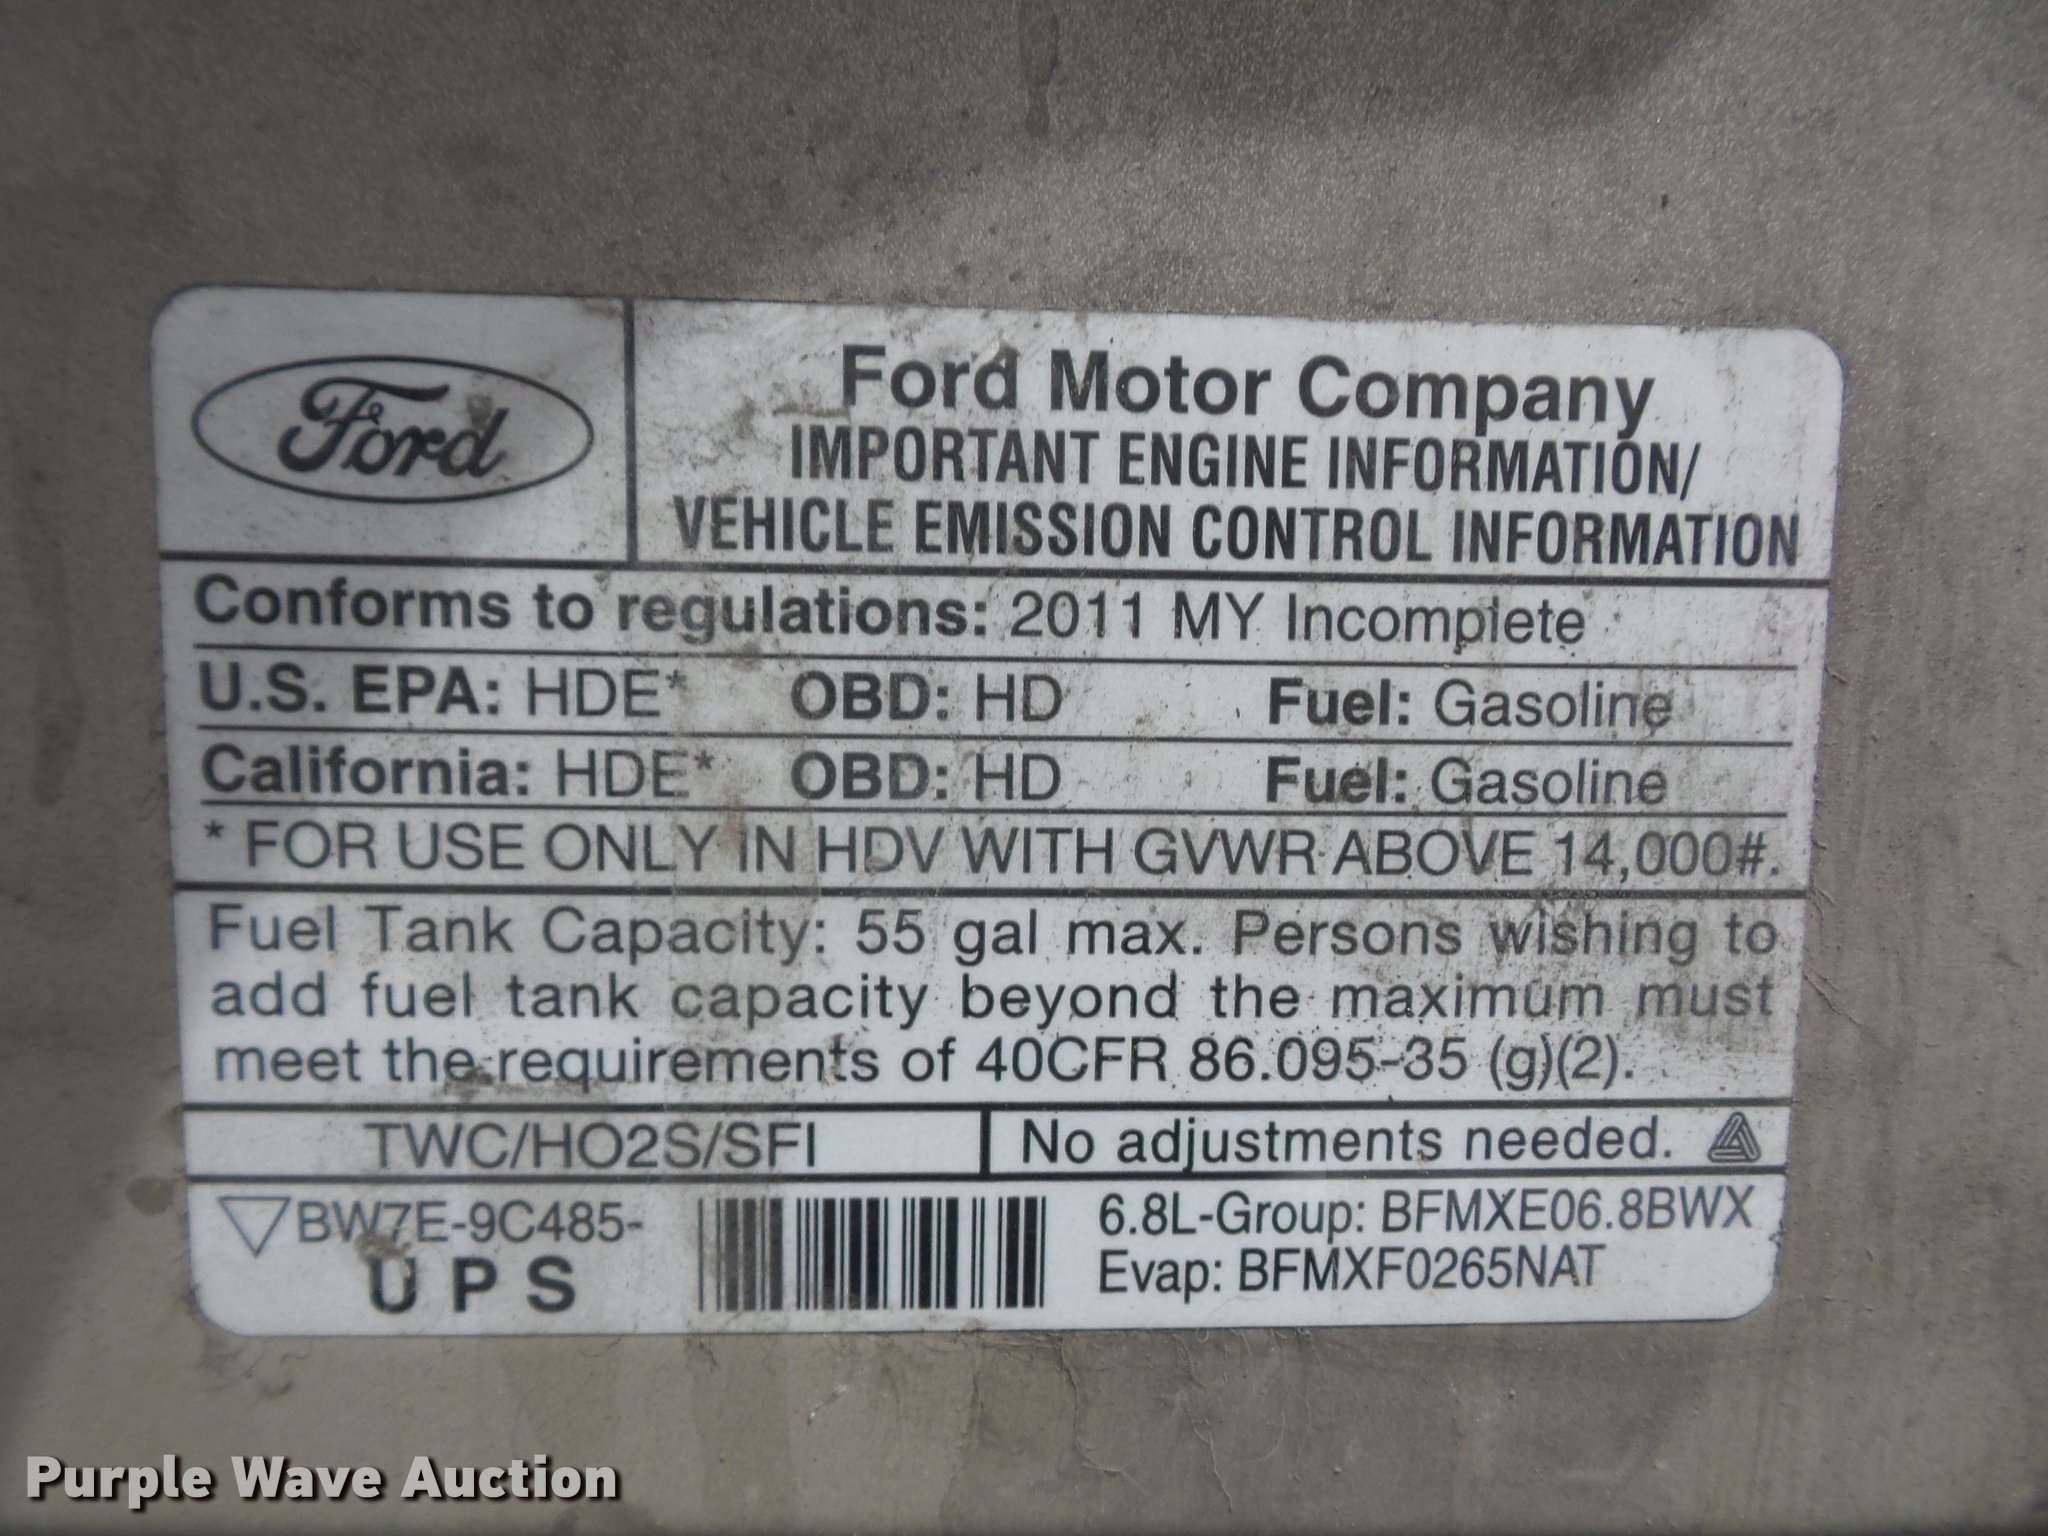 Ford
Ford Motor Company
IMPORTANT ENGINE INFORMATION/
VEHICLE EMISSION CONTROL INFORMATION
Conforms to regulations: 2011 MY Incomplete
U.S. EPA: HDE* OBD: HD Fuel: Gasoline
California: HDE* OBD: HD Fuel: Gasoline
* FOR USE ONLY IN HDV WITH GVWR ABOVE 14,000#.
Fuel Tank Capacity: 55 gal max. Persons wishing to
add fuel tank capacity beyond the maximum must
meet the requirements of 40CFR 86.095-35 (g)(2).
TWC/HO2S/SFI
No adjustments needed.
BW7E-9C485-
UPS
6.8L-Group: BFMXE06.8BWX
Evap: BFMXF0265NAT
Purple Wave Auction